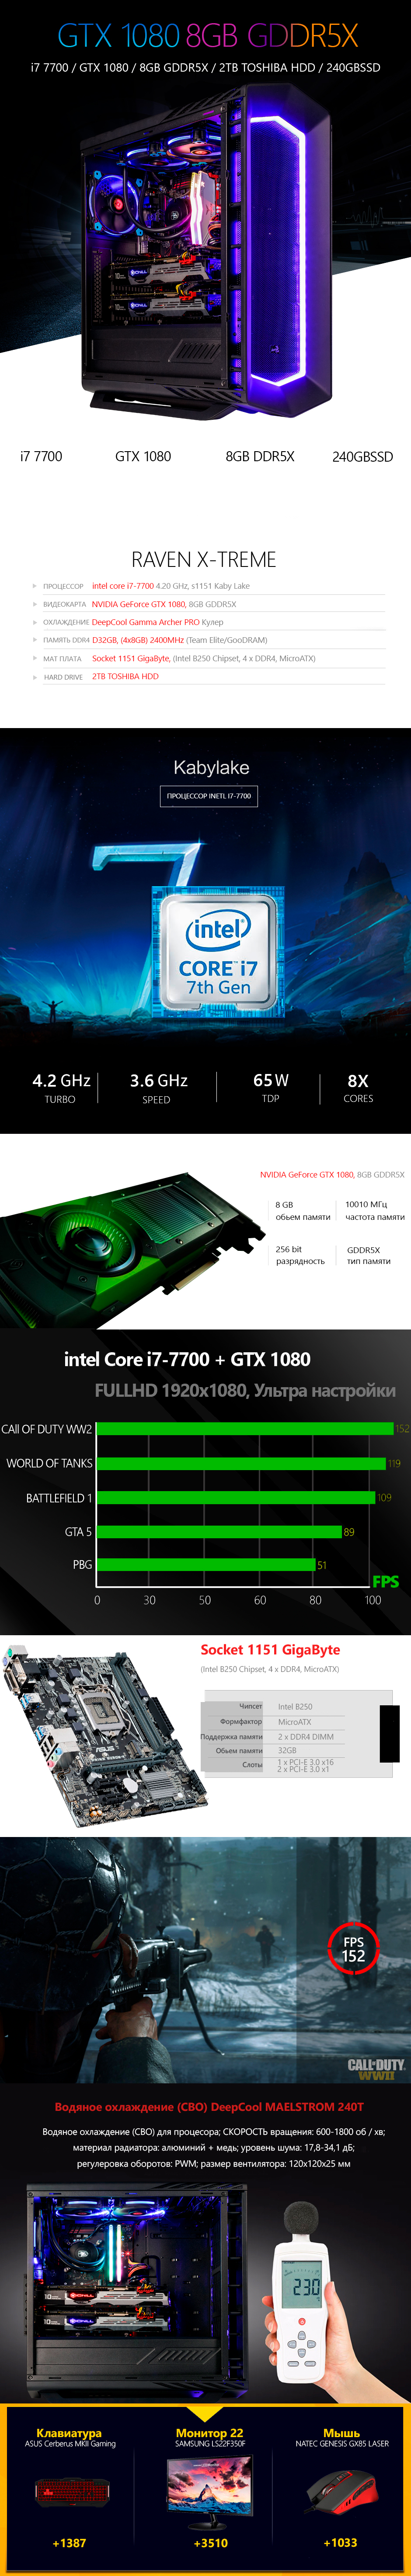 GTX 1080 8GB GDDR5X
i7 7700 / GTX 1080 / 8GB GDDR5X / 2TB TOSHIBA HDD / 240GBSSD
i7 7700 GTX 1080 8GB DDR5X 240GBSSD
RAVEN X-TREME
ПРОЦЕССОР intel core i7-7700 4.20 GHz, s1151 Kaby Lake
ВИДЕОКАРТА NVIDIA GeForce GTX 1080, 8GB GDDR5X
ОХЛАЖДЕНИЕ DeepCool Gamma Archer PRO Кулер
ПАМЯТЬ DDR4 D32GB, (4x8GB) 2400MHz (Team Elite/GooDRAM)
МАТ ПЛАТА Socket 1151 GigaByte, (Intel B250 Chipset, 4 x DDR4, MicroATX)
HARD DRIVE 2TB TOSHIBA HDD
Kabylake
ПРОЦЕССОР INETL I7-7700
intel
CORE i7
7th Gen
4.2 GHz 3.6 GHz 65 W 8X
TURBO SPEED TDP CORES
NVIDIA GeForce GTX 1080, 8GB GDDR5X
8 GB 10010 МГц
обьем памяти частота памяти
256 bit GDDR5X
разрядность тип памяти
intel Core i7-7700 + GTX 1080
FULLHD 1920x1080, Ультра настройки
CAll OF DUTY WW2 152
WORLD OF TANKS 119
BATTLEFIELD 1 109
GTA 5 89
PBG 51
FPS
0 30 50 60 80 100
Socket 1151 GigaByte
(Intel B250 Chipset, 4 x DDR4, MicroATX)
Чипсет Intel B250
Формфактор MicroATX
Поддержка памяти 2 x DDR4 DIMM
Обьем памяти 32GB
Слоты 1 x PCI-E 3.0 x16
2 x PCI-E 3.0 x1
FPS
152
CALL OF DUTY
WWII
Водяное охлаждение (СВО) DeepCool MAELSTROM 240T
Водяное охлаждение (СВО) для процесора; СКОРОСТЬ вращения: 600-1800 об / хв;
материал радиатора: алюминий + медь; уровень шума: 17,8-34,1 дБ;
регулеровка оборотов: PWM; размер вентилятора: 120x120x25 мм
23.0
Клавиатура Монитор 22 Мышь
ASUS Cerberus MKII Gaming SAMSUNG LS22F350F NATEC GENESIS GX85 LASER
+1387 +3510 +1033